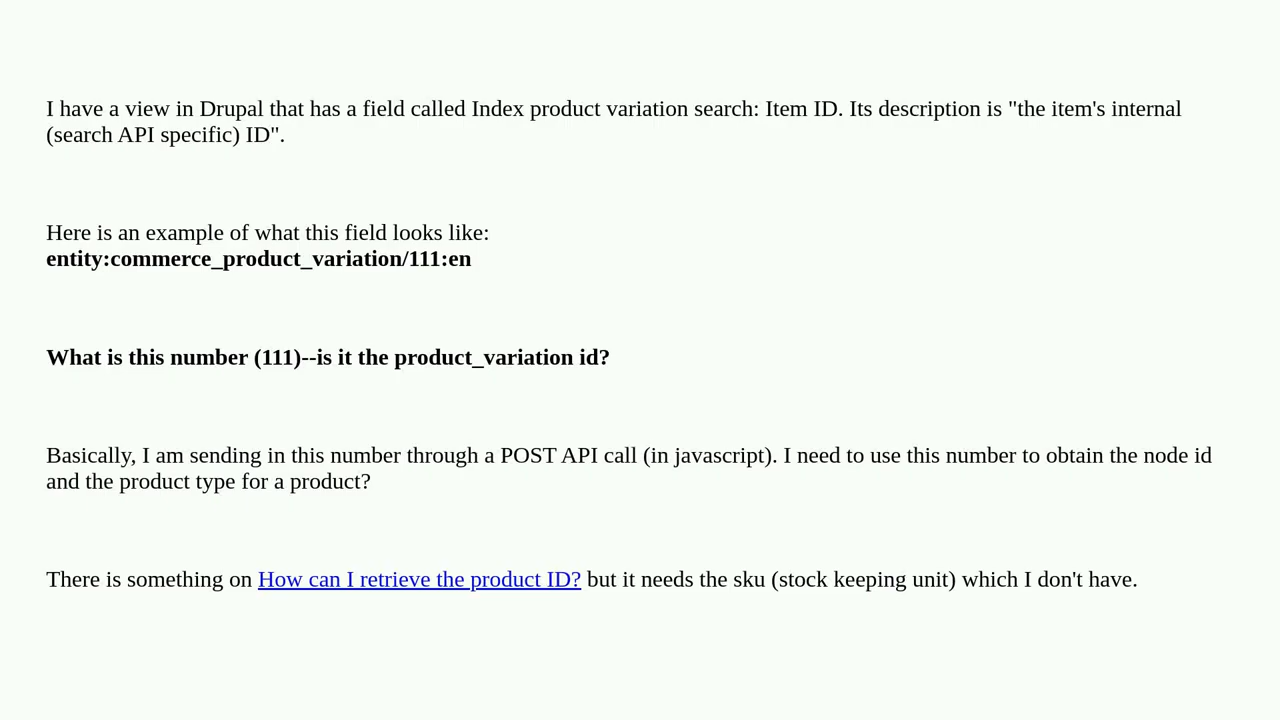 I have a view in Drupal that has a field called Index product variation search: Item ID. Its description is "the item's internal
(search API specific) ID".
Here is an example of what this field looks like:
entity:commerce_product_variation/111:en
What is this number (111)--is it the product_variation id?
Basically, I am sending in this number through a POST API call (in javascript). I need to use this number to obtain the node id
and the product type for a product?
There is something on How can I retrieve the product ID? but it needs the sku (stock keeping unit) which I don't have.